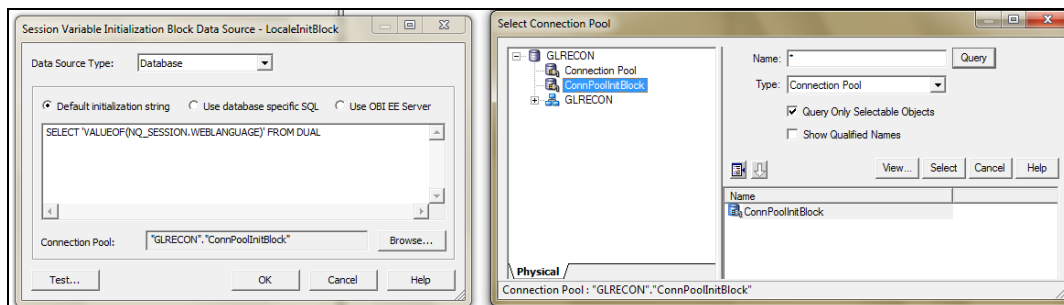 Session Variable Initialization Block Data Source - LocaleInitBlock
Data Source Type: Database
Default initialization string Use database specific SQL Use OBI EE Server
SELECT 'VALUEOF(NQ_SESSION.WEBLANGUAGE)' FROM DUAL
Connection Pool: "GLRECON"."ConnPoolInitBlock" Browse...
Test... OK Cancel Help
Select Connection Pool
GLRECON
Connection Pool
ConnPoolInitBlock
GLRECON
Physical
Name: * Query
Type: Connection Pool
Query Only Selectable Objects
Show Qualified Names
View... Select Cancel Help
Name
ConnPoolInitBlock
Connection Pool : "GLRECON"."ConnPoolInitBlock"